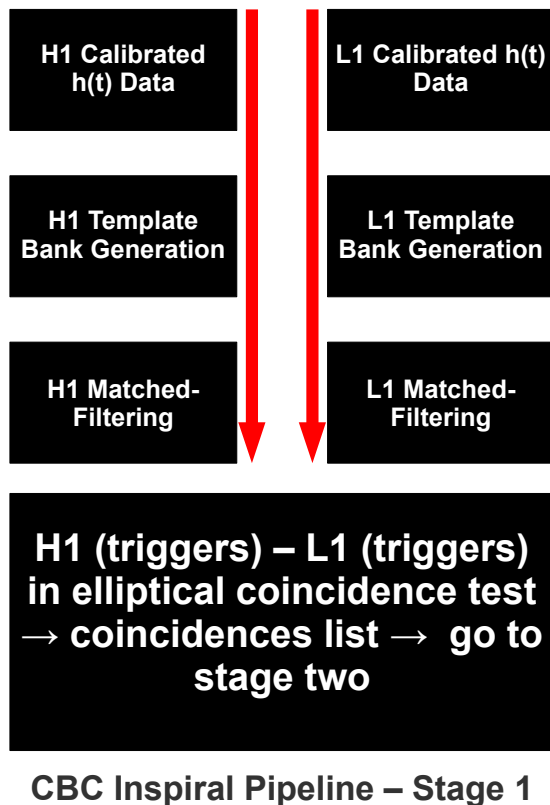 H1 Calibrated
h(t) Data
L1 Calibrated h(t)
Data
H1 Template
Bank Generation
L1 Template
Bank Generation
H1 Matched-
Filtering
L1 Matched-
Filtering
H1 (triggers) – L1 (triggers)
in elliptical coincidence test
→ coincidences list → go to
stage two
CBC Inspiral Pipeline – Stage 1